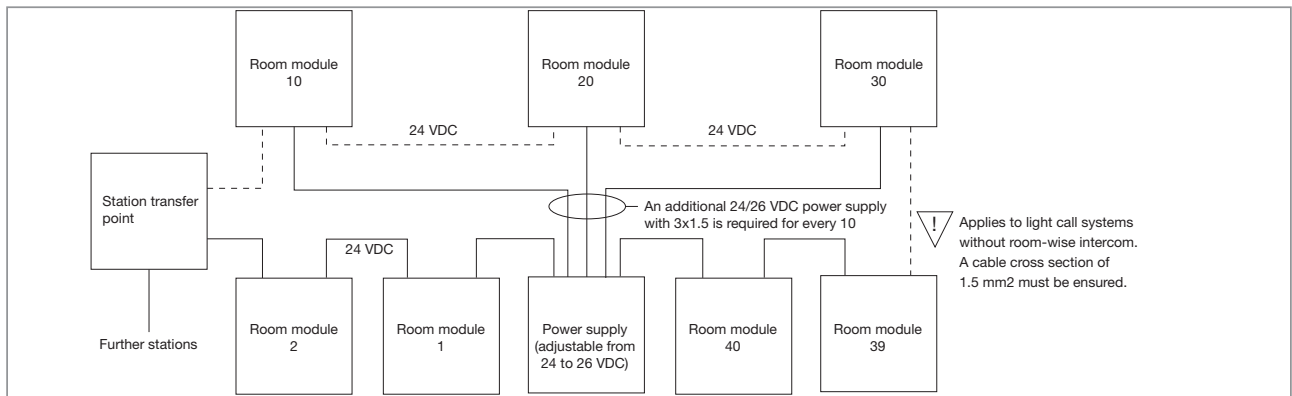 Room module
10
Room module
20
Room module
30
24 VDC
24 VDC
Station transfer
point
An additional 24/26 VDC power supply
with 3x1.5 is required for every 10
!
Applies to light call systems
without room-wise intercom.
A cable cross section of
1.5 mm2 must be ensured.
24 VDC
Further stations
Room module
2
Room module
1
Power supply
(adjustable from
24 to 26 VDC)
Room module
40
Room module
39